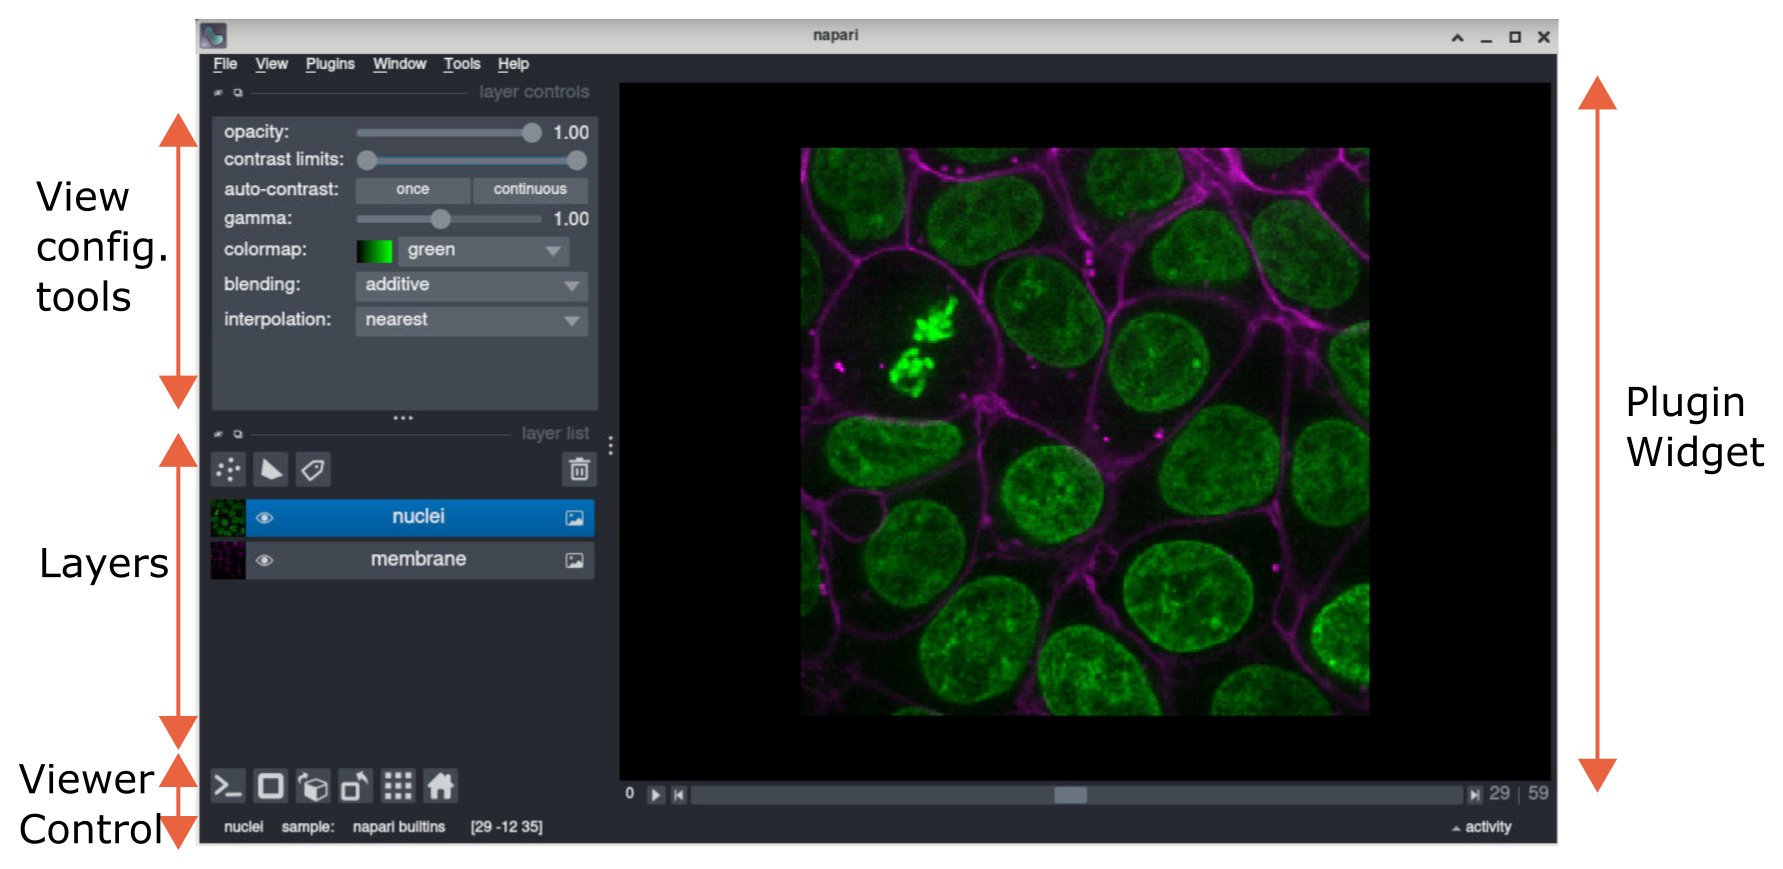 napari
File View Plugins Window Tools Help
layer controls
opacity: 1.00
contrast limits:
auto-contrast: once continuous
gamma: 1.00
colormap: green
blending: additive
interpolation: nearest
layer list
nuclei
membrane
0 29 | 59
nuclei sample: napari builtins [29 -12 35]
activity
View
config.
tools
Layers
Viewer
Control
Plugin
Widget